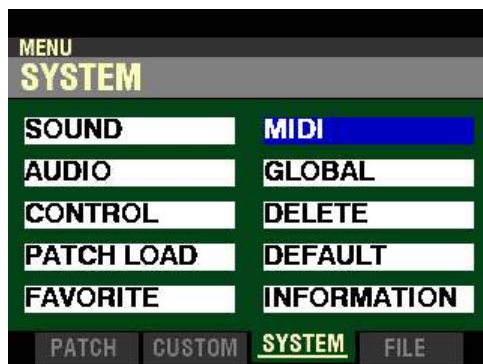 MENU
SYSTEM
SOUND MIDI
AUDIO GLOBAL
CONTROL DELETE
PATCH LOAD DEFAULT
FAVORITE INFORMATION
PATCH CUSTOM SYSTEM FILE